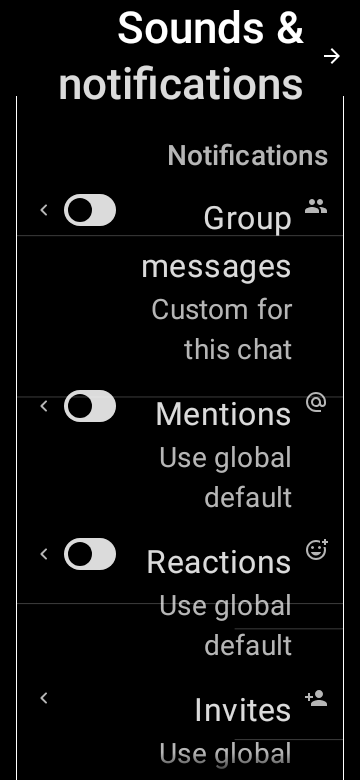 Sounds &
notifications
Notifications
Group
messages
Custom for
this chat
Mentions
Use global
default
Reactions
Use global
default
Invites
Use global